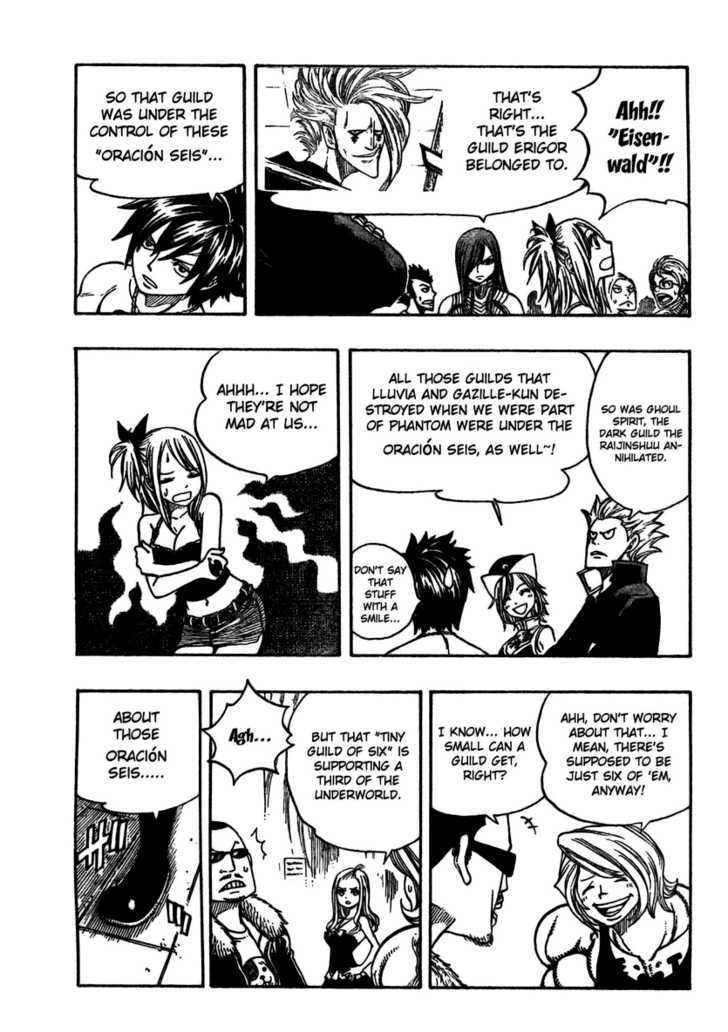 Ahh!!
"Eisen-
wald"!!
THAT'S
RIGHT...
THAT'S THE
GUILD ERIGOR
BELONGED TO.
SO THAT GUILD
WAS UNDER THE
CONTROL OF THESE
"ORACIÓN SEIS"...
SO WAS GHOUL
SPIRIT, THE
DARK GUILD THE
RAIJINSHUU AN-
NIHILATED.
ALL THOSE GUILDS THAT
LLUVIA AND GAZILLE-KUN DE-
STROYED WHEN WE WERE PART
OF PHANTOM WERE UNDER THE
ORACIÓN SEIS, AS WELL~!
DON'T SAY
THAT
STUFF
WITH A
SMILE...
AHHH... I HOPE
THEY'RE NOT
MAD AT US...
AHH, DON'T WORRY
ABOUT THAT... I
MEAN, THERE'S
SUPPOSED TO BE
JUST SIX OF 'EM,
ANYWAY!
I KNOW... HOW
SMALL CAN A
GUILD GET,
RIGHT?
BUT THAT "TINY
GUILD OF SIX" IS
SUPPORTING A
THIRD OF THE
UNDERWORLD.
Agh...
ABOUT
THOSE
ORACIÓN
SEIS.....